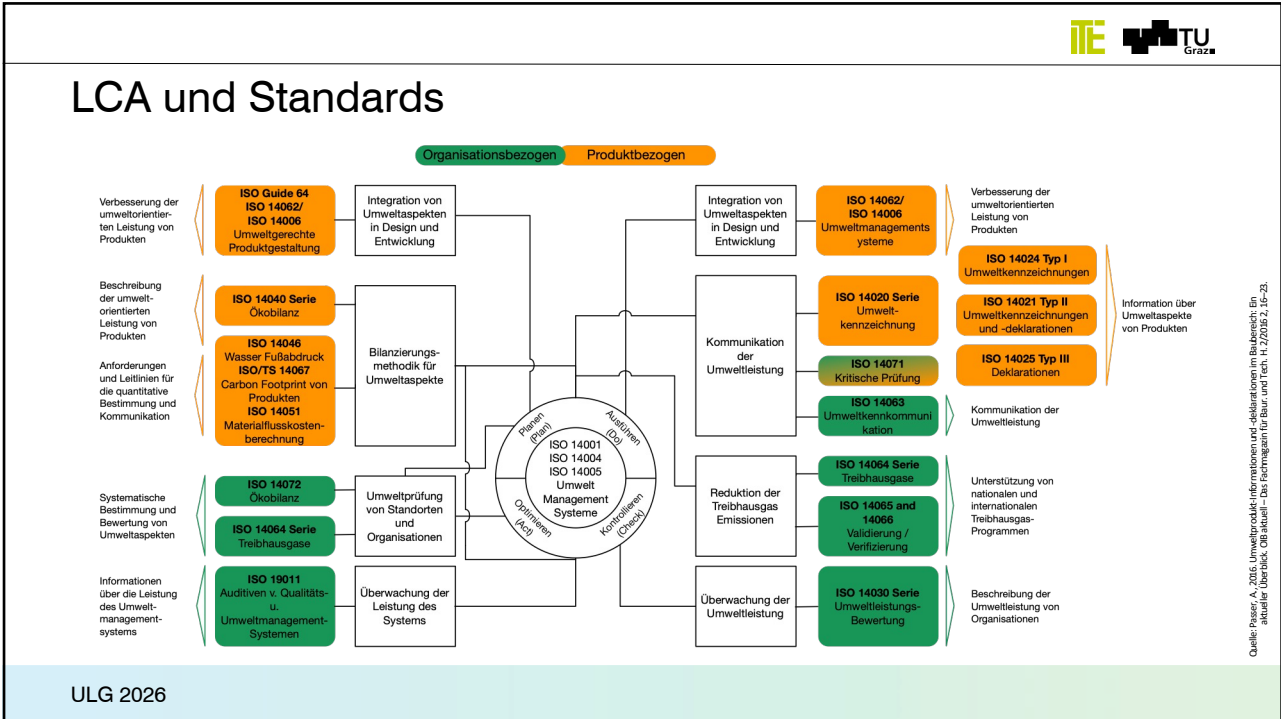 iTE
TU
Graz
LCA und Standards
Organisationsbezogen
Produktbezogen
Verbesserung der
umweltorientier-
ten Leistung von
Produkten
ISO Guide 64
ISO 14062/
ISO 14006
Umweltgerechte
Produktgestaltung
Integration von
Umweltaspekten
in Design und
Entwicklung
Beschreibung
der umwelt-
orientierten
Leistung von
Produkten
ISO 14040 Serie
Ökobilanz
Anforderungen
und Leitlinien für
die quantitative
Bestimmung und
Kommunikation
ISO 14046
Wasser Fußabdruck
ISO/TS 14067
Carbon Footprint von
Produkten
ISO 14051
Materialflusskosten-
berechnung
Bilanzierungs-
methodik für
Umweltaspekte
Systematische
Bestimmung und
Bewertung von
Umweltaspekten
ISO 14072
Ökobilanz
ISO 14064 Serie
Treibhausgase
Umweltprüfung
von Standorten
und
Organisationen
Informationen
über die Leistung
des Umwelt-
management-
systems
ISO 19011
Auditiven v. Qualitäts-
u.
Umweltmanagement-
Systemen
Überwachung der
Leistung des
Systems
Planen
(Plan)
Ausführen
(Do)
ISO 14001
ISO 14004
ISO 14005
Umwelt
Management
Systeme
Optimieren
(Act)
Kontrollieren
(Check)
Integration von
Umweltaspekten
in Design und
Entwicklung
ISO 14062/
ISO 14006
Umweltmanagements
ysteme
Verbesserung der
umweltorientierten
Leistung von
Produkten
Kommunikation
der
Umweltleistung
ISO 14020 Serie
Umwelt-
kennzeichnung
ISO 14024 Typ I
Umweltkennzeichnungen
ISO 14021 Typ II
Umweltkennzeichnungen
und -deklarationen
ISO 14025 Typ III
Deklarationen
Information über
Umweltaspekte
von Produkten
ISO 14071
Kritische Prüfung
ISO 14063
Umweltkennkommuni
kation
Kommunikation der
Umweltleistung
Reduktion der
Treibhausgas
Emissionen
ISO 14064 Serie
Treibhausgase
ISO 14065 and
14066
Validierung /
Verifizierung
Unterstützung von
nationalen und
internationalen
Treibhausgas-
Programmen
Überwachung der
Umweltleistung
ISO 14030 Serie
Umweltleistungs-
Bewertung
Beschreibung der
Umweltleistung von
Organisationen
Quelle: Passer, A., 2016. Umweltprodukt-Informationen und -deklarationen im Baubereich: Ein
aktueller Überblick. OIB aktuell – Das Fachmagazin für Baur. und Tech. H. 2/2016 2, 16–23.
ULG 2026